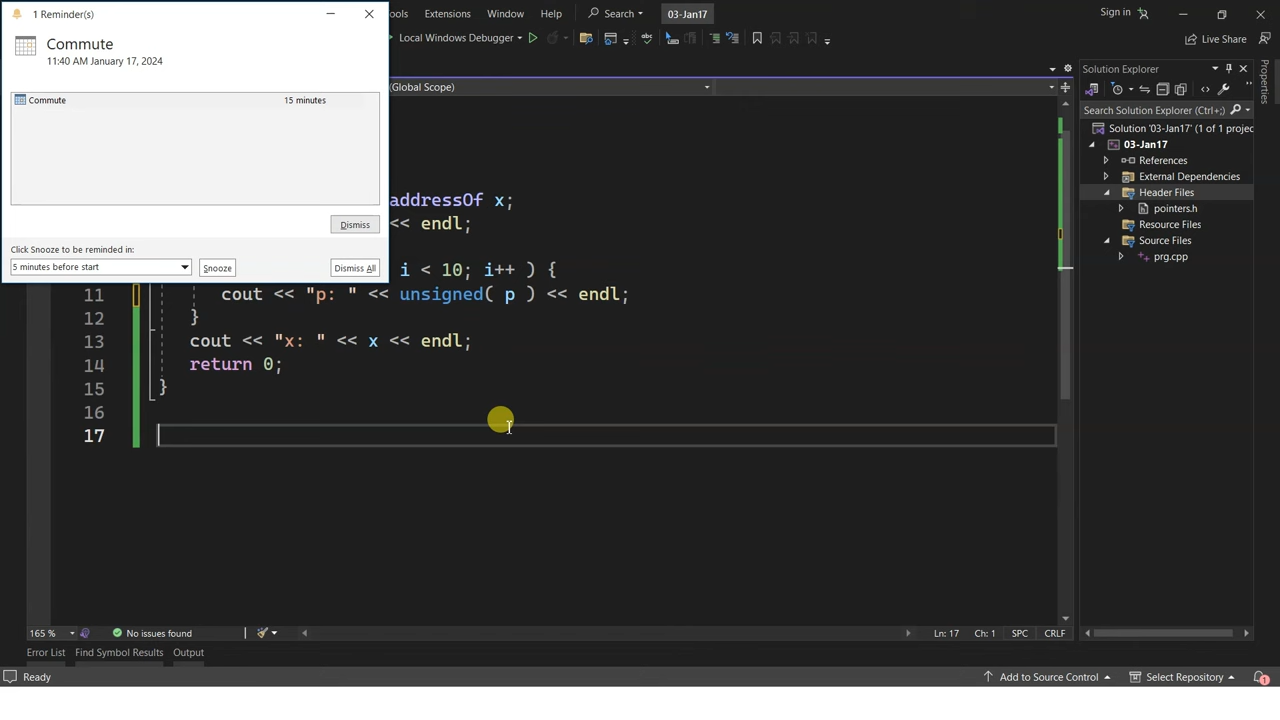 1 Reminder(s)
Commute
11:40 AM January 17, 2024
Commute 15 minutes
Dismiss
Click Snooze to be reminded in:
5 minutes before start Snooze Dismiss All
ools Extensions Window Help Search 03-Jan17 Sign in
Local Windows Debugger Live Share
(Global Scope)
addressOf x;
<< endl;
i < 10; i++ ) {
11 cout << "p: " << unsigned( p ) << endl;
12 }
13 cout << "x: " << x << endl;
14 return 0;
15 }
16
17
165 % No issues found Ln: 17 Ch: 1 SPC CRLF
Error List Find Symbol Results Output
Ready Add to Source Control Select Repository 1
Solution Explorer
Search Solution Explorer (Ctrl+;)
Solution '03-Jan17' (1 of 1 projec
03-Jan17
References
External Dependencies
Header Files
pointers.h
Resource Files
Source Files
prg.cpp
Properties